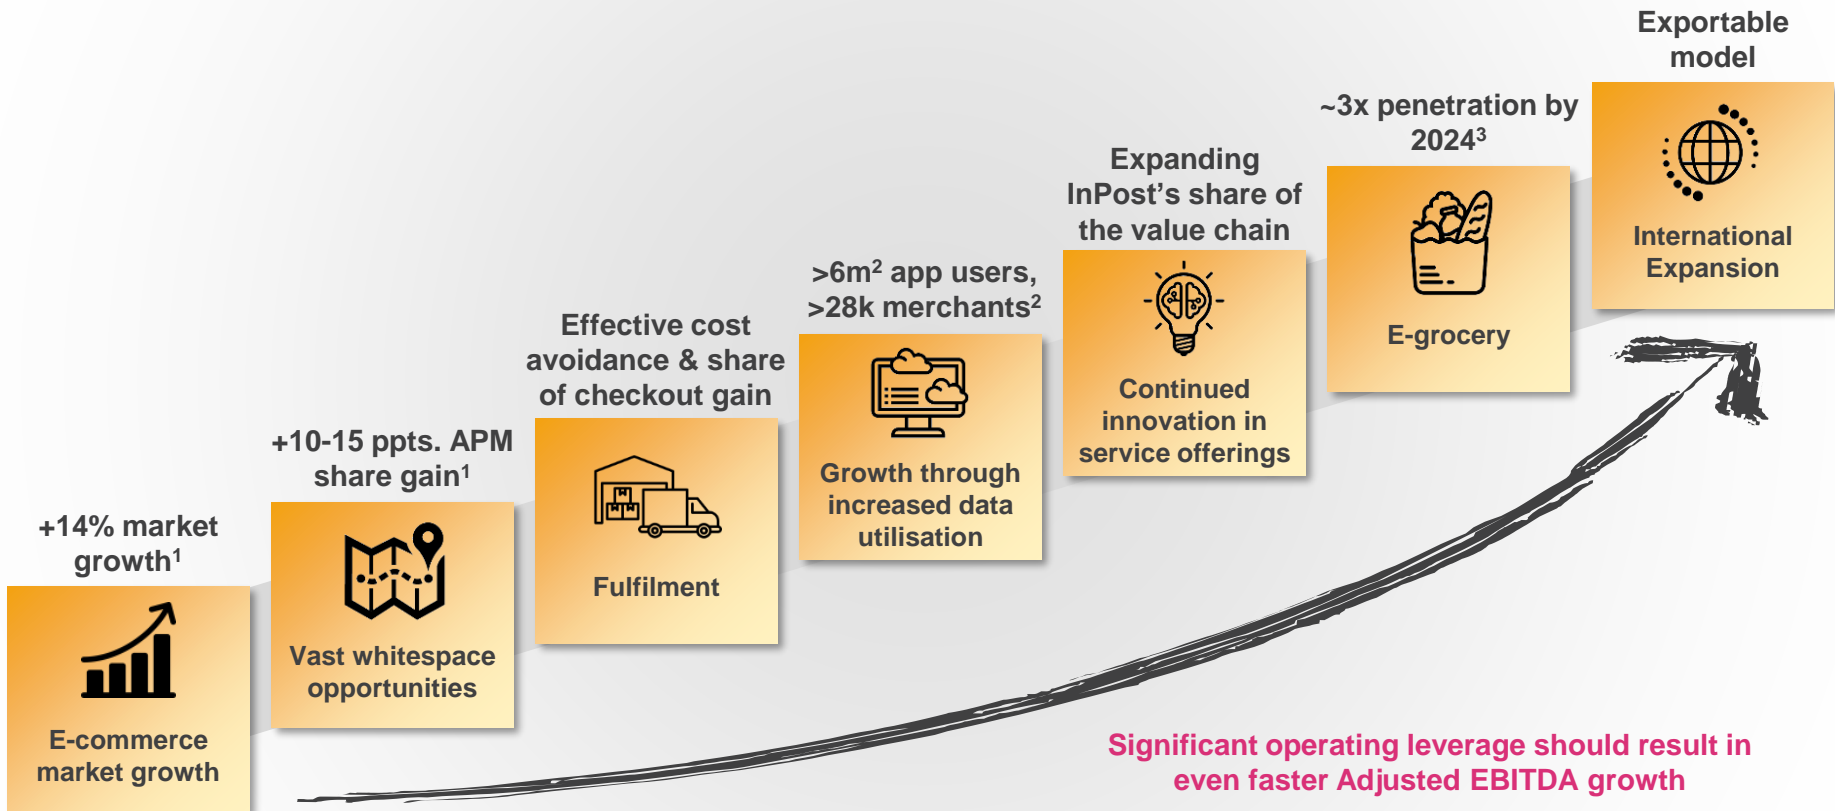 +14% market
growth¹
E-commerce
market growth
+10-15 ppts. APM
share gain¹
Vast whitespace
opportunities
Effective cost
avoidance & share
of checkout gain
Fulfilment
>6m² app users,
>28k merchants²
Growth through
increased data
utilisation
Expanding
InPost’s share of
the value chain
Continued
innovation in
service offerings
~3x penetration by
2024³
E-grocery
Exportable
model
International
Expansion
Significant operating leverage should result in
even faster Adjusted EBITDA growth